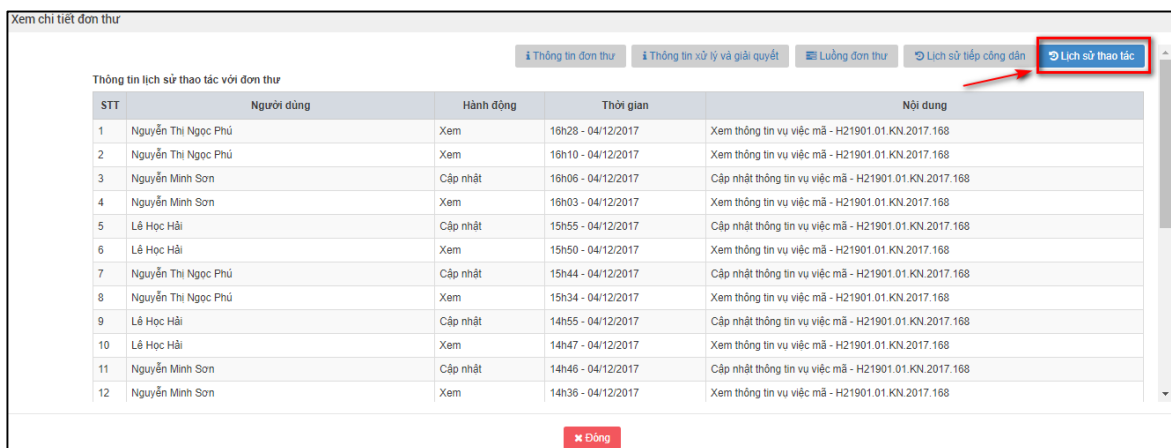 Xem chi tiết đơn thư
Thông tin đơn thư Thông tin xử lý và giải quyết Luồng đơn thư Lịch sử tiếp công dân Lịch sử thao tác
Thông tin lịch sử thao tác với đơn thư
STT Người dùng Hành động Thời gian Nội dung
1 Nguyễn Thị Ngọc Phú Xem 16h28 - 04/12/2017 Xem thông tin vụ việc mã - H21901.01.KN.2017.168
2 Nguyễn Thị Ngọc Phú Xem 16h10 - 04/12/2017 Xem thông tin vụ việc mã - H21901.01.KN.2017.168
3 Nguyễn Minh Sơn Cập nhật 16h06 - 04/12/2017 Cập nhật thông tin vụ việc mã - H21901.01.KN.2017.168
4 Nguyễn Minh Sơn Xem 16h03 - 04/12/2017 Xem thông tin vụ việc mã - H21901.01.KN.2017.168
5 Lê Học Hải Cập nhật 15h55 - 04/12/2017 Cập nhật thông tin vụ việc mã - H21901.01.KN.2017.168
6 Lê Học Hải Xem 15h50 - 04/12/2017 Xem thông tin vụ việc mã - H21901.01.KN.2017.168
7 Nguyễn Thị Ngọc Phú Cập nhật 15h44 - 04/12/2017 Cập nhật thông tin vụ việc mã - H21901.01.KN.2017.168
8 Nguyễn Thị Ngọc Phú Xem 15h34 - 04/12/2017 Xem thông tin vụ việc mã - H21901.01.KN.2017.168
9 Lê Học Hải Cập nhật 14h55 - 04/12/2017 Cập nhật thông tin vụ việc mã - H21901.01.KN.2017.168
10 Lê Học Hải Xem 14h47 - 04/12/2017 Xem thông tin vụ việc mã - H21901.01.KN.2017.168
11 Nguyễn Minh Sơn Cập nhật 14h46 - 04/12/2017 Cập nhật thông tin vụ việc mã - H21901.01.KN.2017.168
12 Nguyễn Minh Sơn Xem 14h36 - 04/12/2017 Xem thông tin vụ việc mã - H21901.01.KN.2017.168
Đóng